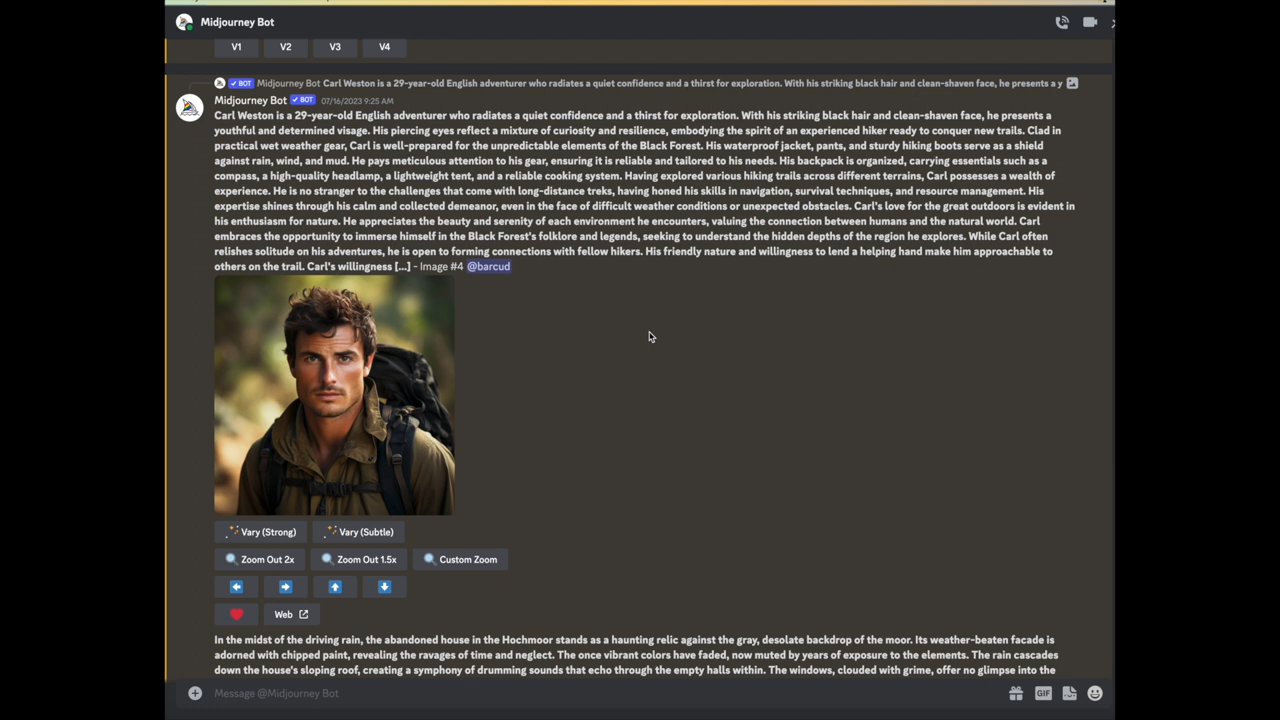 Midjourney Bot
V1 V2 V3 V4
BOT Midjourney Bot Carl Weston is a 29-year-old English adventurer who radiates a quiet confidence and a thirst for exploration. With his striking black hair and clean-shaven face, he presents a y
Midjourney Bot BOT 07/16/2023 9:25 AM
Carl Weston is a 29-year-old English adventurer who radiates a quiet confidence and a thirst for exploration. With his striking black hair and clean-shaven face, he presents a
youthful and determined visage. His piercing eyes reflect a mixture of curiosity and resilience, embodying the spirit of an experienced hiker ready to conquer new trails. Clad in
practical wet weather gear, Carl is well-prepared for the unpredictable elements of the Black Forest. His waterproof jacket, pants, and sturdy hiking boots serve as a shield
against rain, wind, and mud. He pays meticulous attention to his gear, ensuring it is reliable and tailored to his needs. His backpack is organized, carrying essentials such as a
compass, a high-quality headlamp, a lightweight tent, and a reliable cooking system. Having explored various hiking trails across different terrains, Carl possesses a wealth of
experience. He is no stranger to the challenges that come with long-distance treks, having honed his skills in navigation, survival techniques, and resource management. His
expertise shines through his calm and collected demeanor, even in the face of difficult weather conditions or unexpected obstacles. Carl's love for the great outdoors is evident in
his enthusiasm for nature. He appreciates the beauty and serenity of each environment he encounters, valuing the connection between humans and the natural world. Carl
embraces the opportunity to immerse himself in the Black Forest's folklore and legends, seeking to understand the hidden depths of the region he explores. While Carl often
relishes solitude on his adventures, he is open to forming connections with fellow hikers. His friendly nature and willingness to lend a helping hand make him approachable to
others on the trail. Carl's willingness [...] - Image #4 @barcud
Vary (Strong) Vary (Subtle)
Zoom Out 2x Zoom Out 1.5x Custom Zoom
Web
In the midst of the driving rain, the abandoned house in the Hochmoor stands as a haunting relic against the gray, desolate backdrop of the moor. Its weather-beaten facade is
adorned with chipped paint, revealing the ravages of time and neglect. The once vibrant colors have faded, now muted by years of exposure to the elements. The rain cascades
down the house's sloping roof, creating a symphony of drumming sounds that echo through the empty halls within. The windows, clouded with grime, offer no glimpse into the
Message @Midjourney Bot
GIF